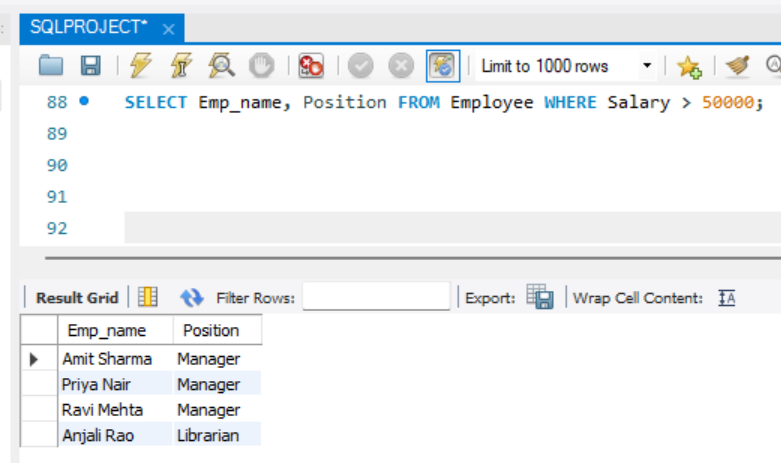 SQLPROJECT*
Limit to 1000 rows
88 SELECT Emp_name, Position FROM Employee WHERE Salary > 50000;
89
90
91
92
Result Grid Filter Rows: Export: Wrap Cell Content: IA
Emp_name Position
Amit Sharma Manager
Priya Nair Manager
Ravi Mehta Manager
Anjali Rao Librarian